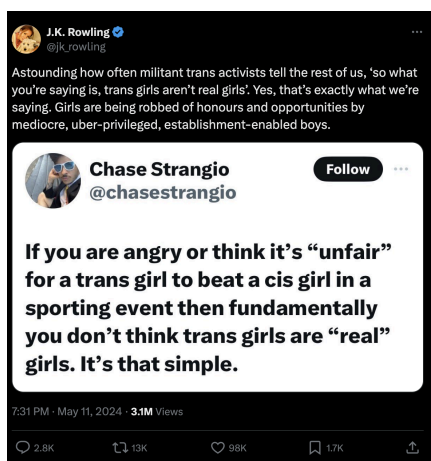 J.K. Rowling
@jk_rowling
Astounding how often militant trans activists tell the rest of us, ‘so what
you’re saying is, trans girls aren’t real girls’. Yes, that’s exactly what we’re
saying. Girls are being robbed of honours and opportunities by
mediocre, uber-privileged, establishment-enabled boys.
Chase Strangio
Follow
@chasestrangio
If you are angry or think it’s “unfair”
for a trans girl to beat a cis girl in a
sporting event then fundamentally
you don’t think trans girls are “real”
girls. It’s that simple.
7:31 PM · May 11, 2024 · 3.1M Views
2.8K 13K 98K 1.7K